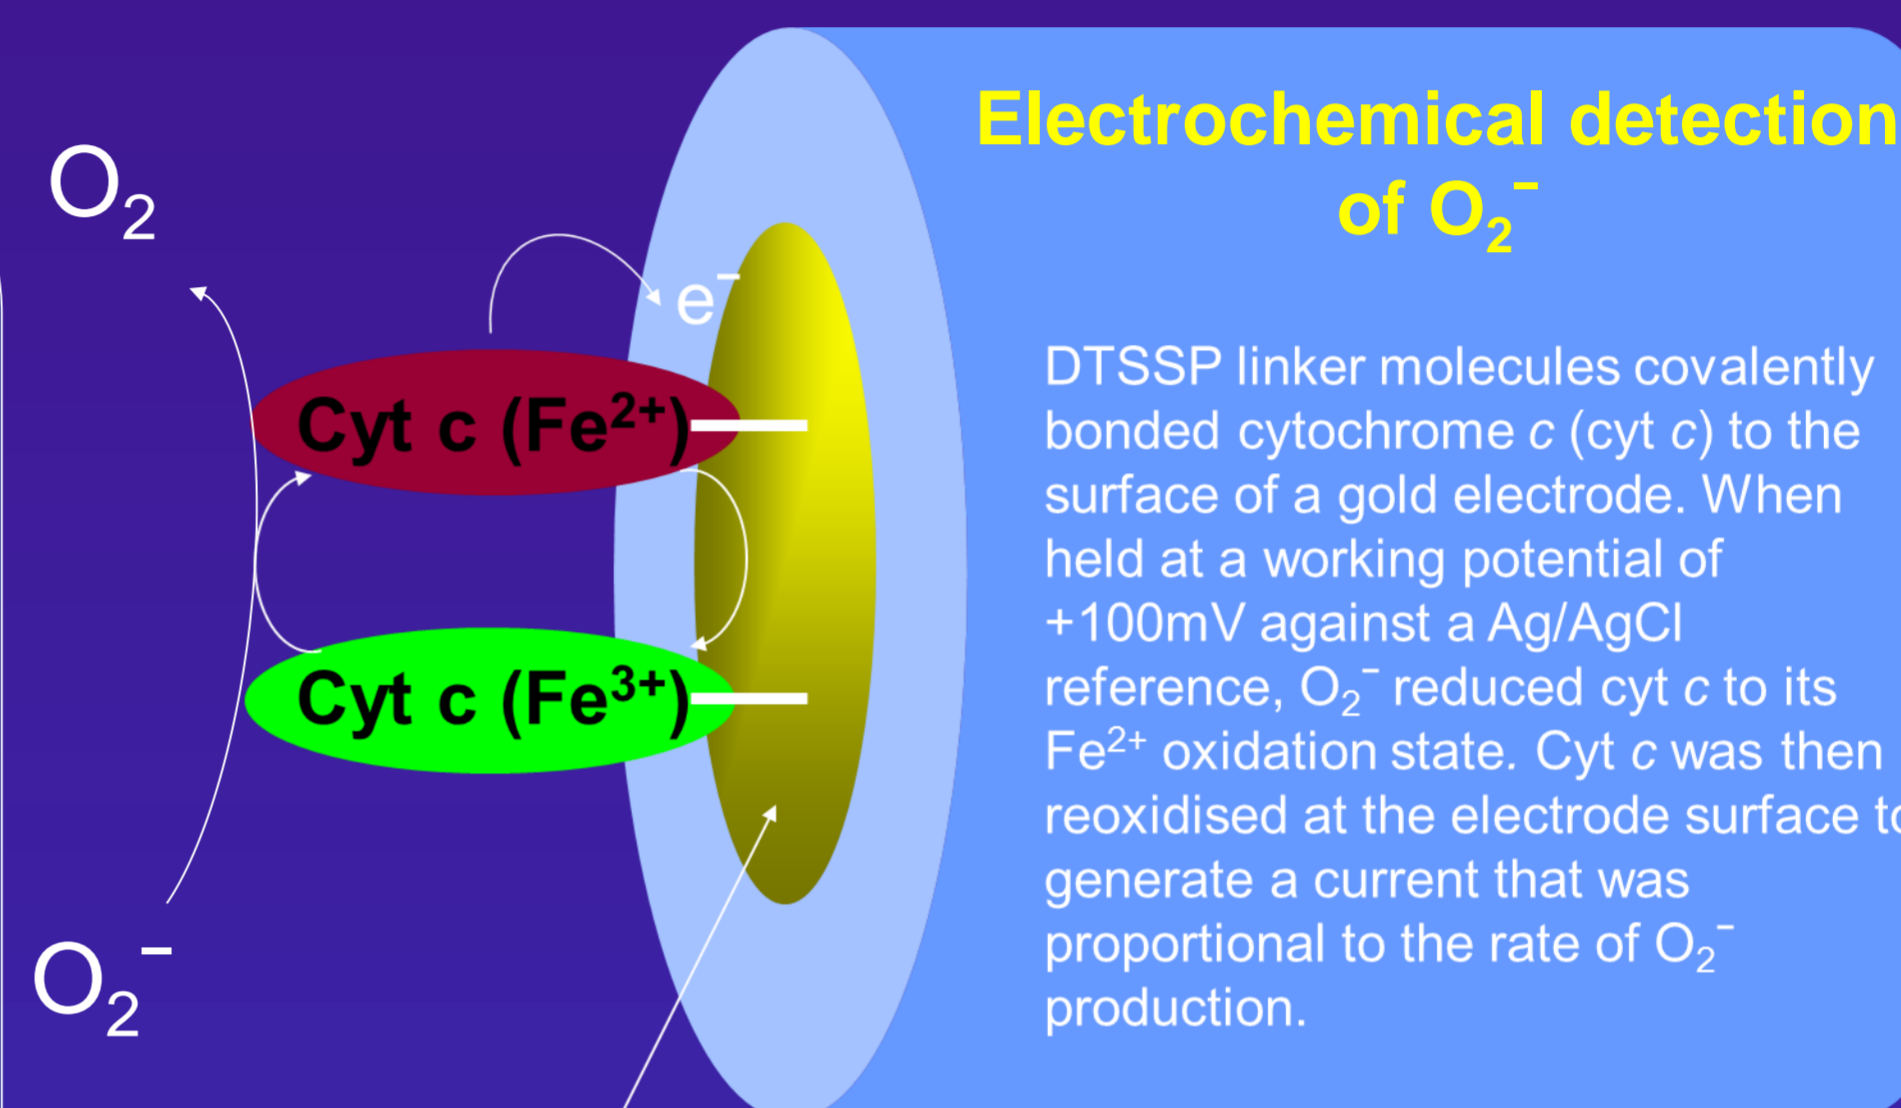 Electrochemical detection
of O₂⁻
O₂
e⁻
Cyt c (Fe²⁺)
Cyt c (Fe³⁺)
O₂⁻
DTSSP linker molecules covalently
bonded cytochrome c (cyt c) to the
surface of a gold electrode. When
held at a working potential of
+100mV against a Ag/AgCl
reference, O₂⁻ reduced cyt c to its
Fe²⁺ oxidation state. Cyt c was then
reoxidised at the electrode surface to
generate a current that was
proportional to the rate of O₂⁻
production.